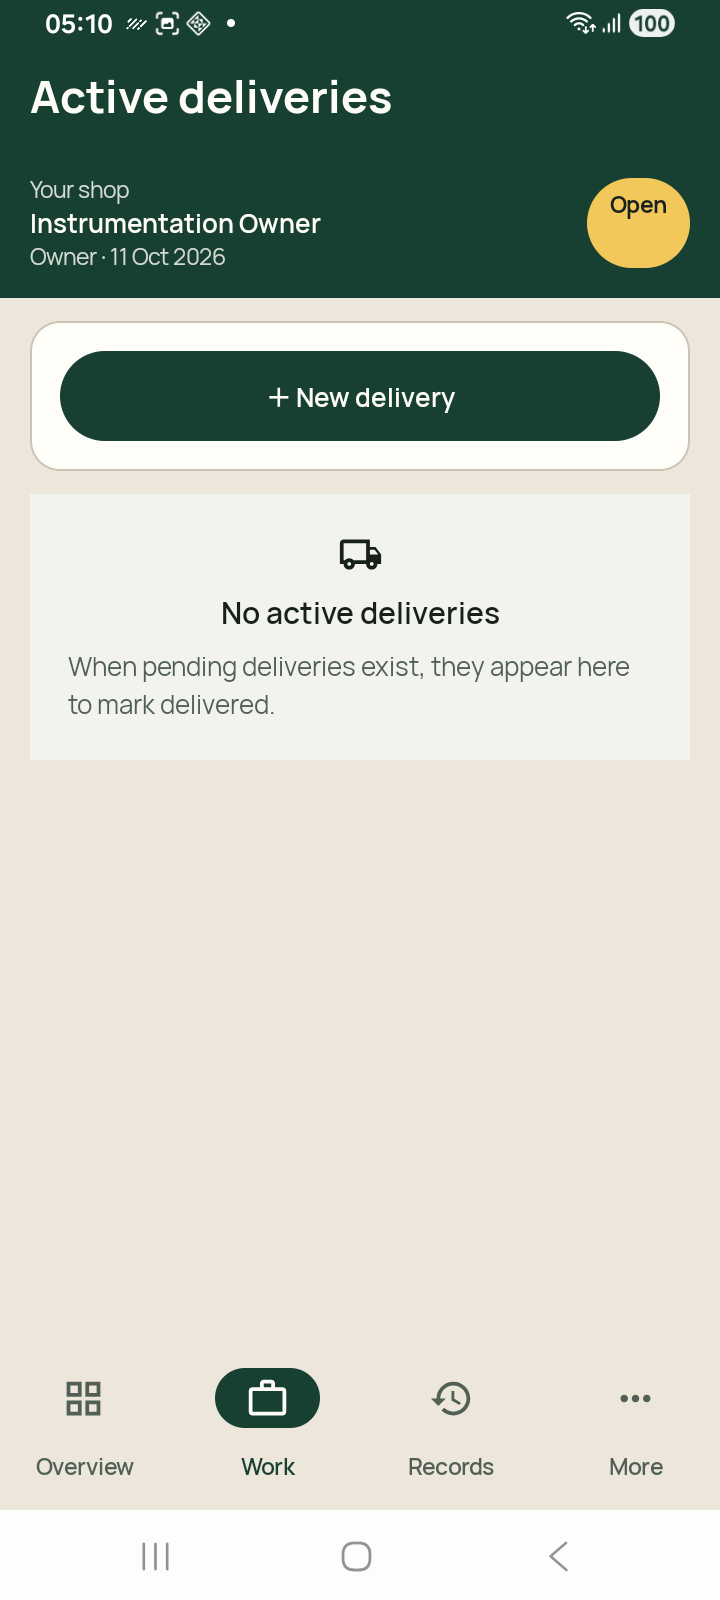 05:10
100
Active deliveries
Your shop
Instrumentation Owner
Owner · 11 Oct 2026
Open
+ New delivery
No active deliveries
When pending deliveries exist, they appear here
to mark delivered.
Overview
Work
Records
More